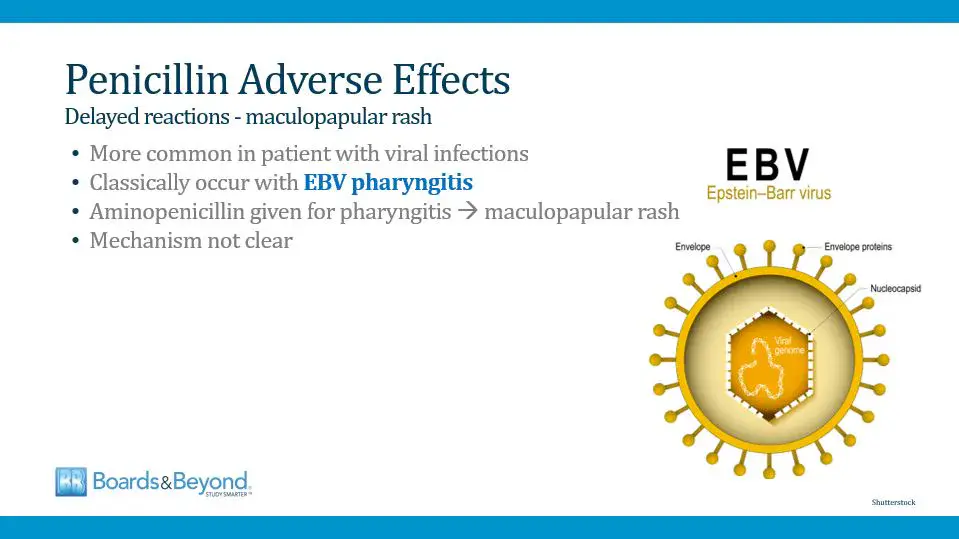 Penicillin Adverse Effects
Delayed reactions - maculopapular rash
• More common in patient with viral infections
• Classically occur with EBV pharyngitis
• Aminopenicillin given for pharyngitis → maculopapular rash
• Mechanism not clear
EBV
Epstein–Barr virus
Envelope
Envelope proteins
Nucleocapsid
Viral
genome
BB Boards&Beyond.
STUDY SMARTER™
Shutterstock